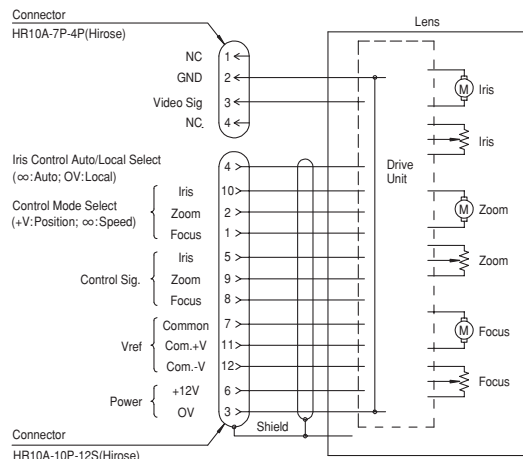 Connector
HR10A-7P-4P(Hirose)
Lens
NC 1
GND 2
Video Sig 3
NC. 4
Iris Control Auto/Local Select
(∞:Auto; OV:Local)
4
Control Mode Select
(+V:Position; ∞:Speed)
Iris 10
Zoom 2
Focus 1
Control Sig.
Iris 5
Zoom 9
Focus 8
Vref
Common 7
Com.+V 11
Com.-V 12
Power
+12V 6
OV 3
Shield
Connector
HR10A-10P-12S(Hirose)
Drive
Unit
M Iris
Iris
M Zoom
Zoom
M Focus
Focus